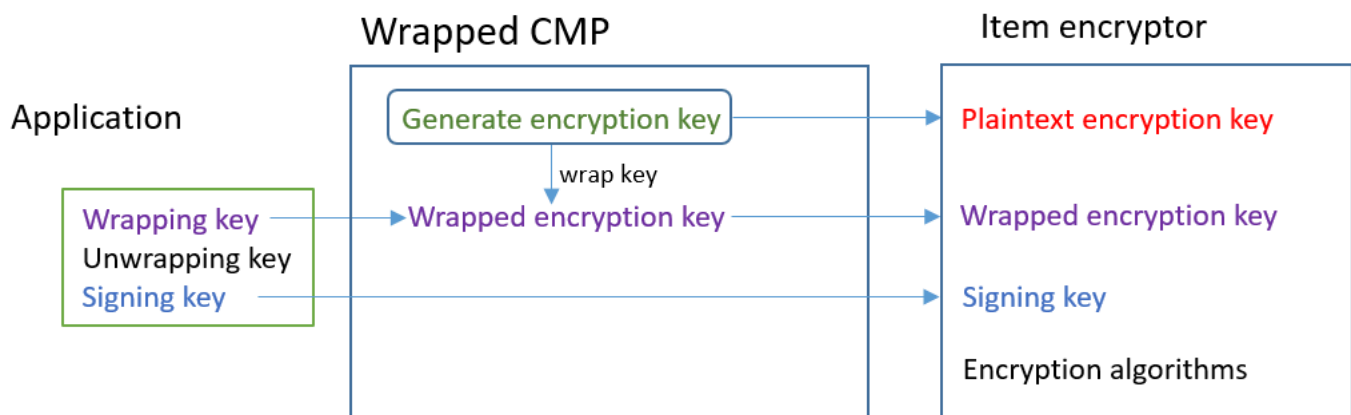 Wrapped CMP
Item encryptor
Application
Generate encryption key
Plaintext encryption key
wrap key
Wrapping key
Wrapped encryption key
Wrapped encryption key
Unwrapping key
Signing key
Signing key
Encryption algorithms